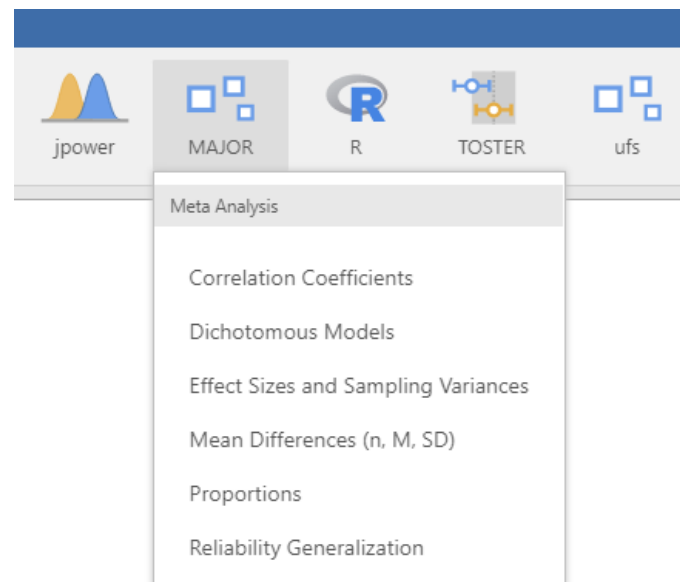 jpower
MAJOR
R
R
TOSTER
ufs
Meta Analysis
Correlation Coefficients
Dichotomous Models
Effect Sizes and Sampling Variances
Mean Differences (n, M, SD)
Proportions
Reliability Generalization